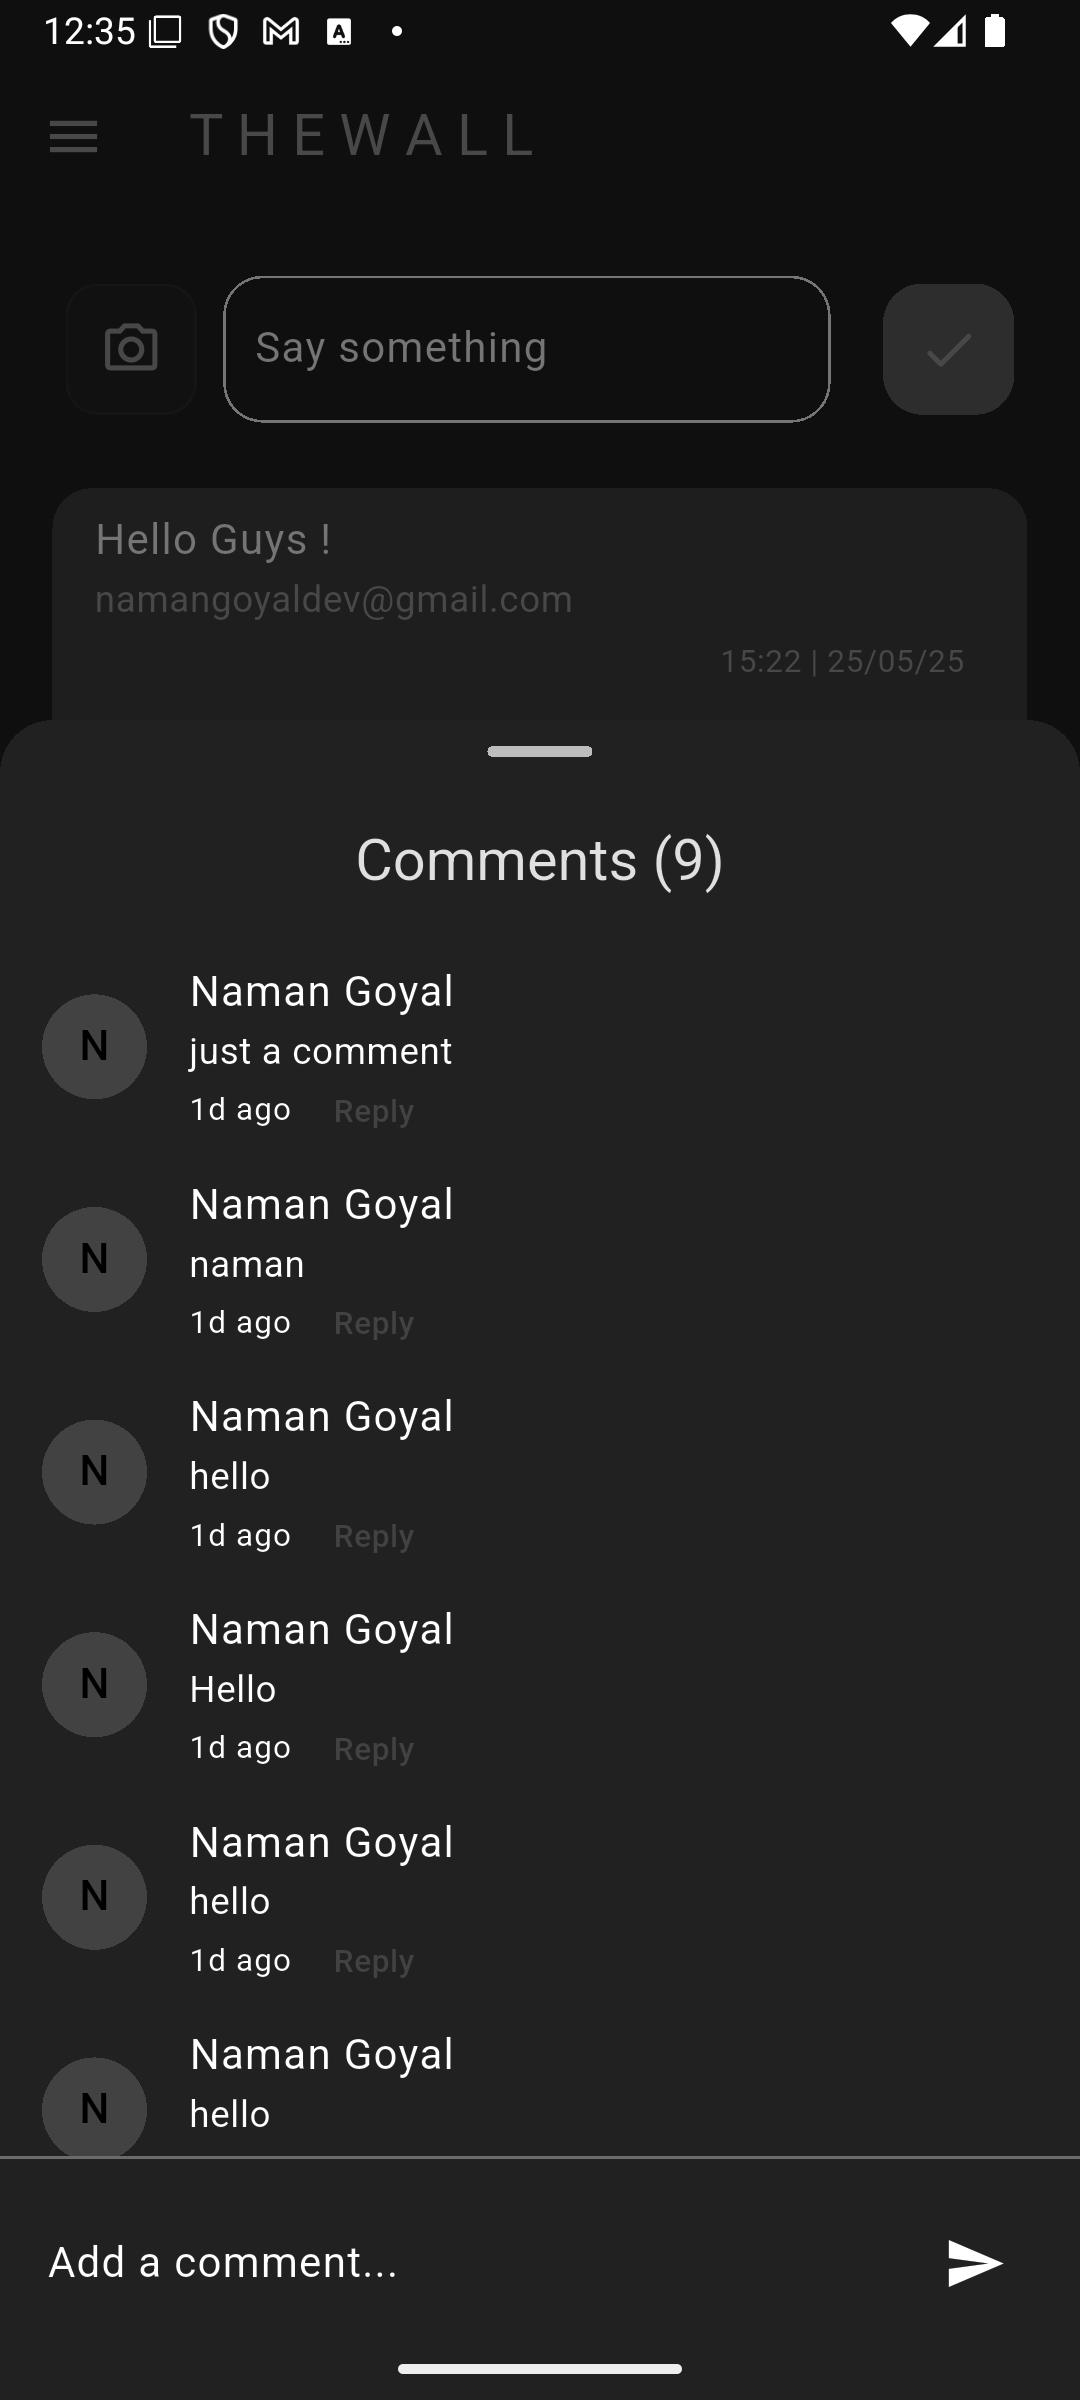 12:35
THEWALL
Say something
Hello Guys !
namangoyaldev@gmail.com
15:22 | 25/05/25
Comments (9)
N
Naman Goyal
just a comment
1d ago Reply
N
Naman Goyal
naman
1d ago Reply
N
Naman Goyal
hello
1d ago Reply
N
Naman Goyal
Hello
1d ago Reply
N
Naman Goyal
hello
1d ago Reply
N
Naman Goyal
hello
Add a comment...